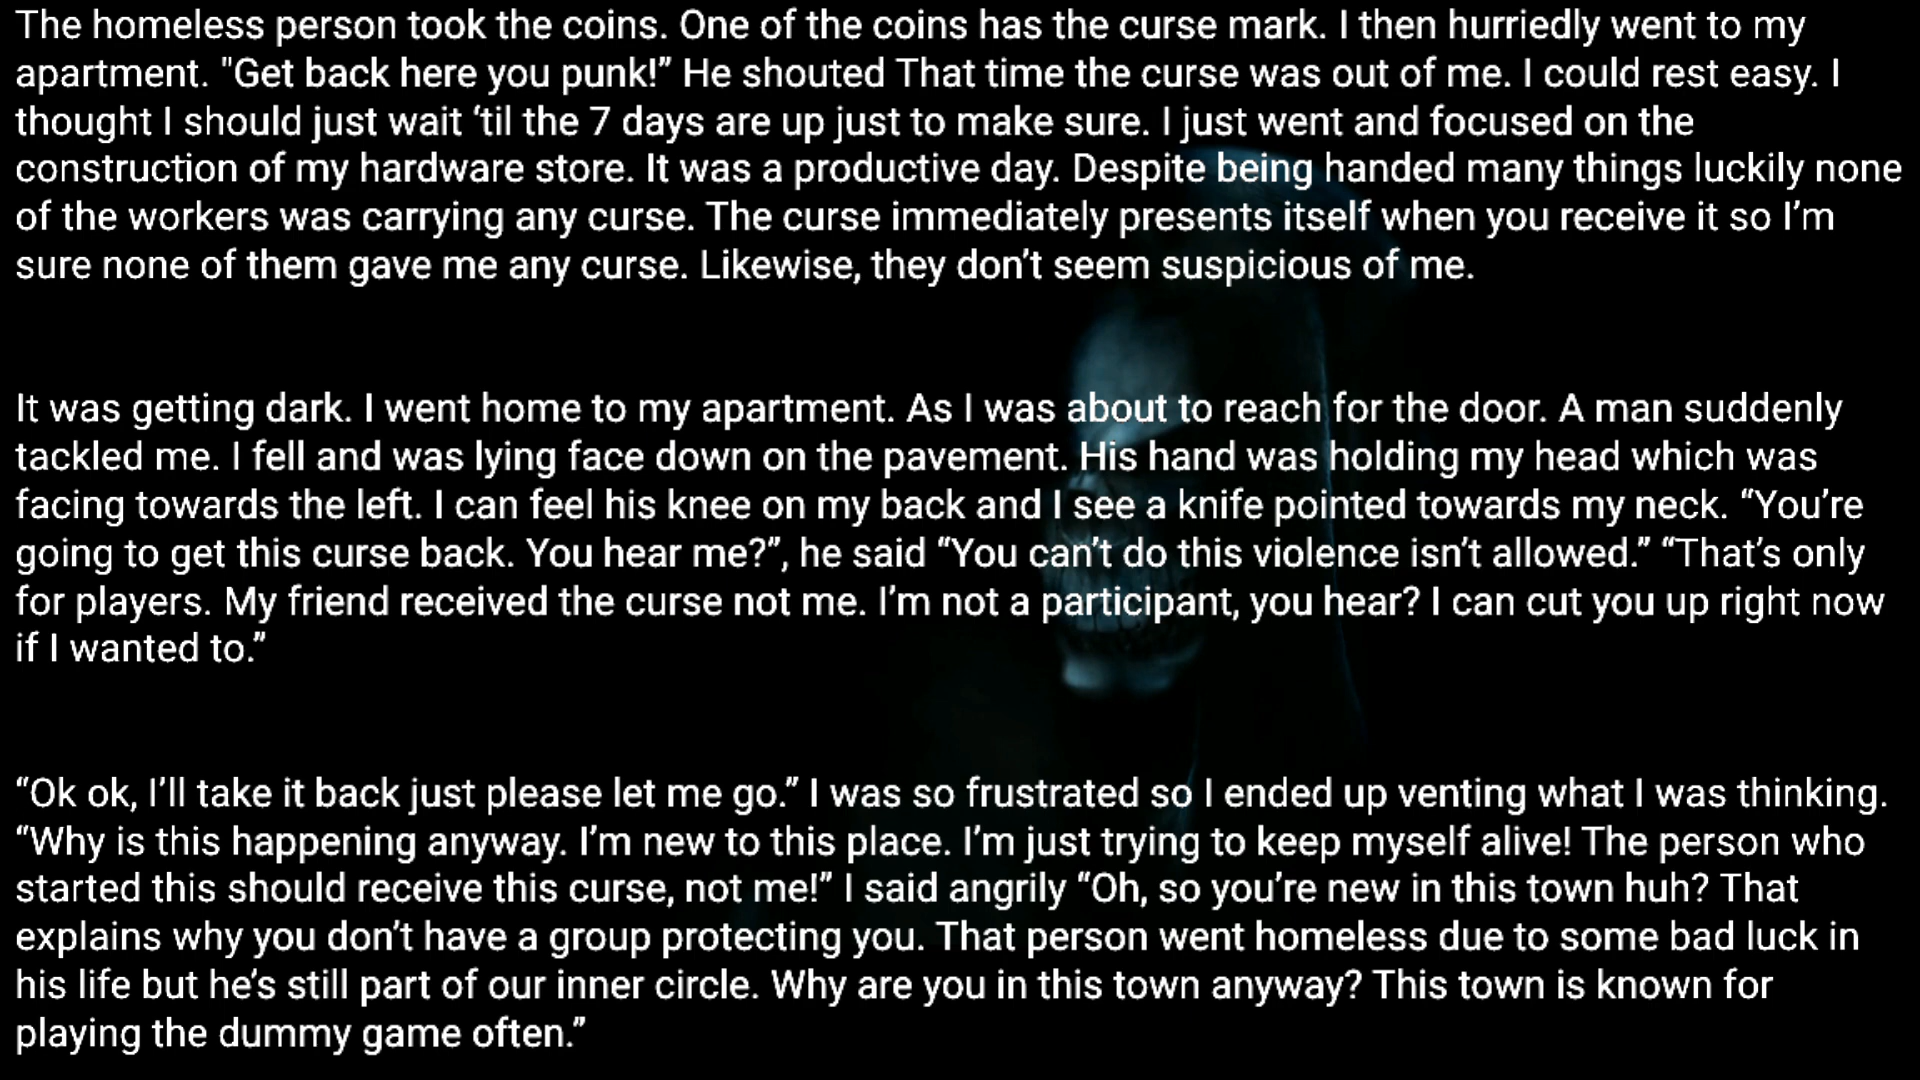 The homeless person took the coins. One of the coins has the curse mark. I then hurriedly went to my
apartment. "Get back here you punk!” He shouted That time the curse was out of me. I could rest easy. I
thought I should just wait ‘til the 7 days are up just to make sure. I just went and focused on the
construction of my hardware store. It was a productive day. Despite being handed many things luckily none
of the workers was carrying any curse. The curse immediately presents itself when you receive it so I’m
sure none of them gave me any curse. Likewise, they don’t seem suspicious of me.
It was getting dark. I went home to my apartment. As I was about to reach for the door. A man suddenly
tackled me. I fell and was lying face down on the pavement. His hand was holding my head which was
facing towards the left. I can feel his knee on my back and I see a knife pointed towards my neck. “You’re
going to get this curse back. You hear me?”, he said “You can’t do this violence isn’t allowed.” “That’s only
for players. My friend received the curse not me. I’m not a participant, you hear? I can cut you up right now
if I wanted to.”
“Ok ok, I’ll take it back just please let me go.” I was so frustrated so I ended up venting what I was thinking.
“Why is this happening anyway. I’m new to this place. I’m just trying to keep myself alive! The person who
started this should receive this curse, not me!” I said angrily “Oh, so you’re new in this town huh? That
explains why you don’t have a group protecting you. That person went homeless due to some bad luck in
his life but he’s still part of our inner circle. Why are you in this town anyway? This town is known for
playing the dummy game often.”